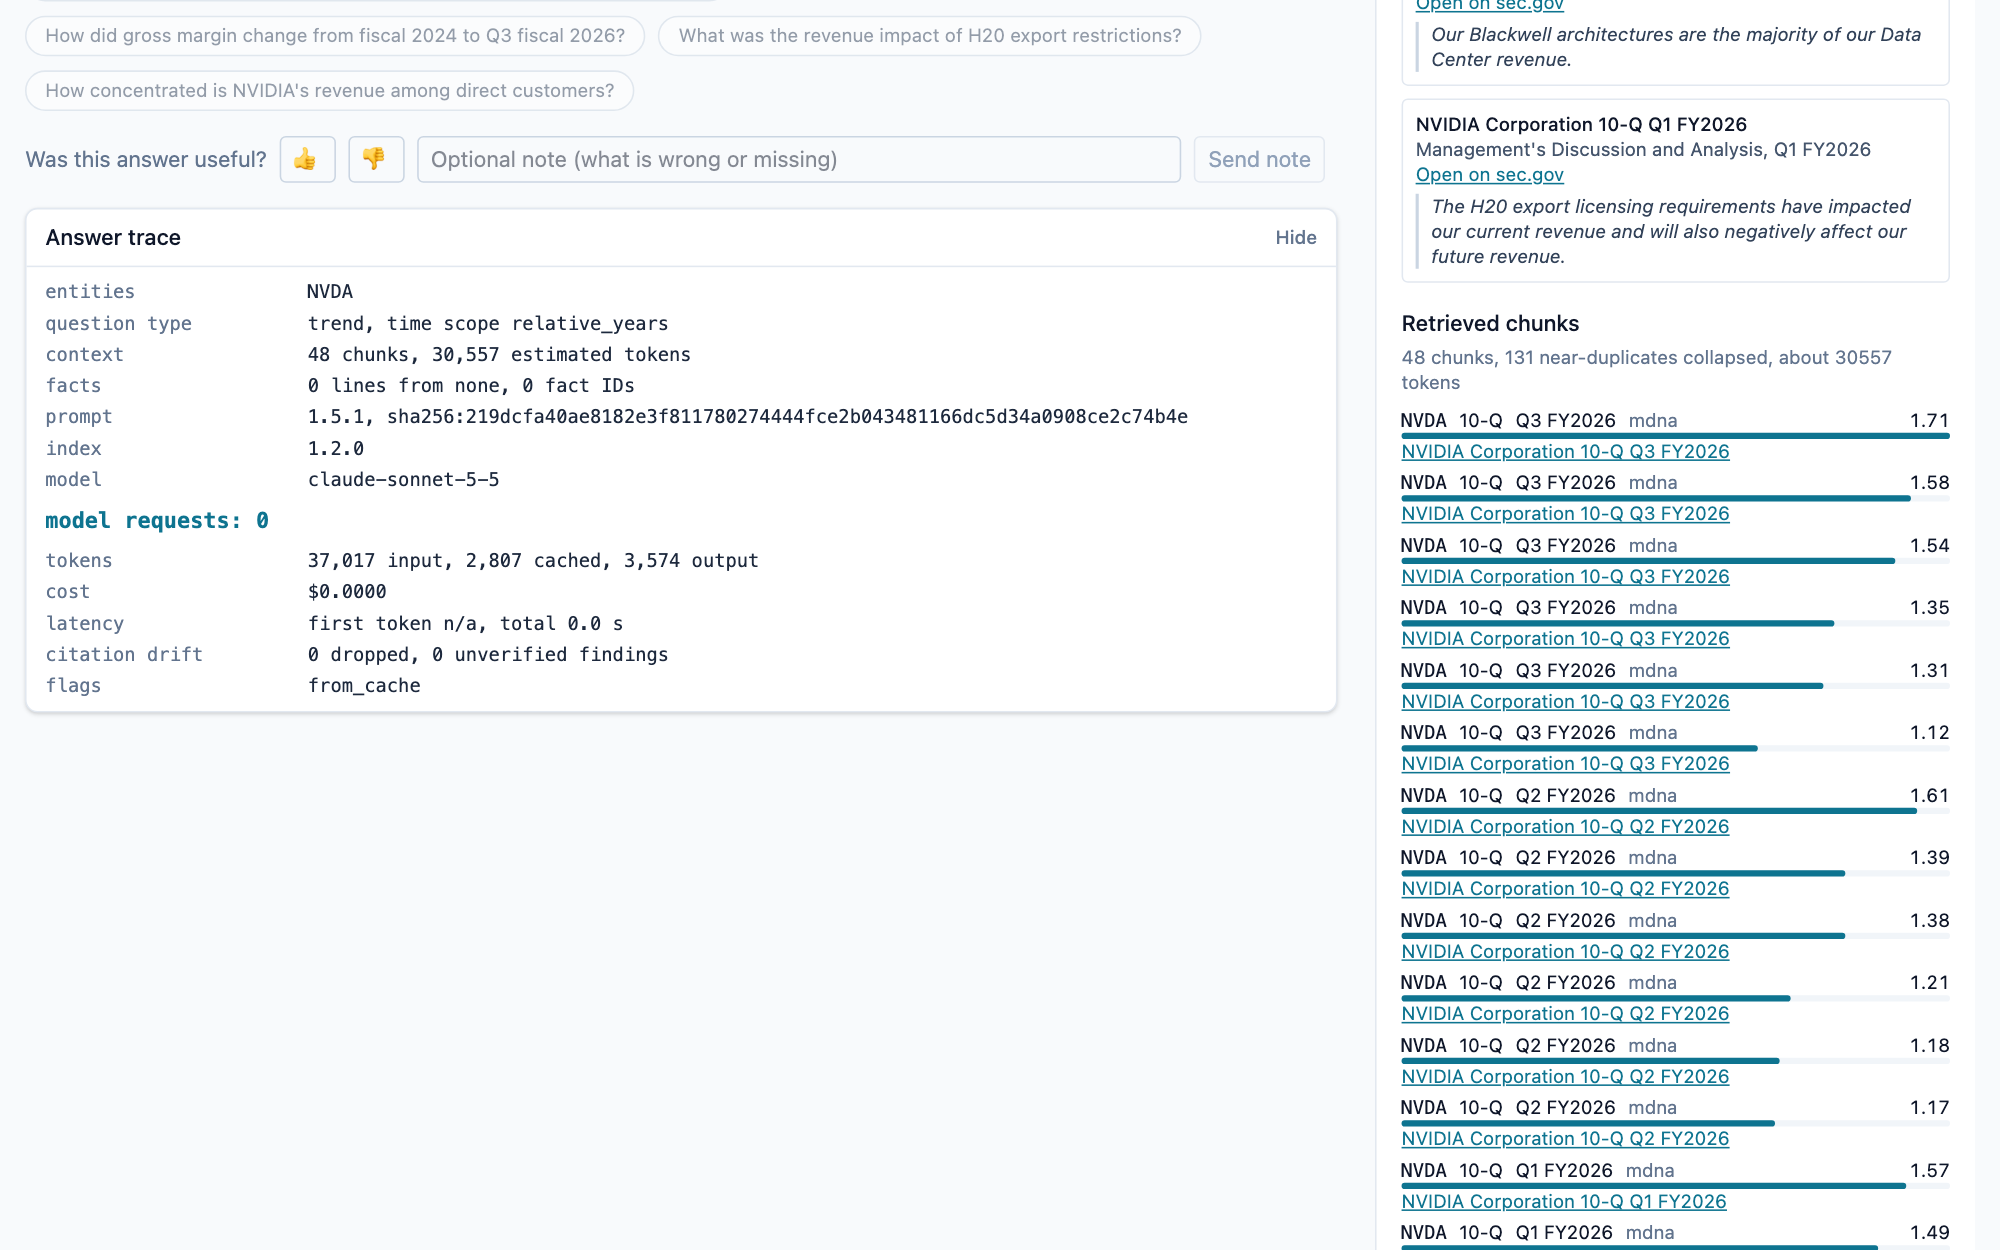 How did gross margin change from fiscal 2024 to Q3 fiscal 2026?
What was the revenue impact of H20 export restrictions?
How concentrated is NVIDIA's revenue among direct customers?
Was this answer useful?
👍
👎
Optional note (what is wrong or missing)
Send note
Answer trace
Hide
entities NVDA
question type trend, time scope relative_years
context 48 chunks, 30,557 estimated tokens
facts 0 lines from none, 0 fact IDs
prompt 1.5.1, sha256:219dcfa40ae8182e3f811780274444fce2b043481166dc5d34a0908ce2c74b4e
index 1.2.0
model claude-sonnet-5-5
model requests: 0
tokens 37,017 input, 2,807 cached, 3,574 output
cost $0.0000
latency first token n/a, total 0.0 s
citation drift 0 dropped, 0 unverified findings
flags from_cache
Open on sec.gov
Our Blackwell architectures are the majority of our Data
Center revenue.
NVIDIA Corporation 10-Q Q1 FY2026
Management's Discussion and Analysis, Q1 FY2026
Open on sec.gov
The H20 export licensing requirements have impacted
our current revenue and will also negatively affect our
future revenue.
Retrieved chunks
48 chunks, 131 near-duplicates collapsed, about 30557
tokens
NVDA 10-Q Q3 FY2026 mdna 1.71
NVIDIA Corporation 10-Q Q3 FY2026
NVDA 10-Q Q3 FY2026 mdna 1.58
NVIDIA Corporation 10-Q Q3 FY2026
NVDA 10-Q Q3 FY2026 mdna 1.54
NVIDIA Corporation 10-Q Q3 FY2026
NVDA 10-Q Q3 FY2026 mdna 1.35
NVIDIA Corporation 10-Q Q3 FY2026
NVDA 10-Q Q3 FY2026 mdna 1.31
NVIDIA Corporation 10-Q Q3 FY2026
NVDA 10-Q Q3 FY2026 mdna 1.12
NVIDIA Corporation 10-Q Q3 FY2026
NVDA 10-Q Q2 FY2026 mdna 1.61
NVIDIA Corporation 10-Q Q2 FY2026
NVDA 10-Q Q2 FY2026 mdna 1.39
NVIDIA Corporation 10-Q Q2 FY2026
NVDA 10-Q Q2 FY2026 mdna 1.38
NVIDIA Corporation 10-Q Q2 FY2026
NVDA 10-Q Q2 FY2026 mdna 1.21
NVIDIA Corporation 10-Q Q2 FY2026
NVDA 10-Q Q2 FY2026 mdna 1.18
NVIDIA Corporation 10-Q Q2 FY2026
NVDA 10-Q Q2 FY2026 mdna 1.17
NVIDIA Corporation 10-Q Q2 FY2026
NVDA 10-Q Q1 FY2026 mdna 1.57
NVIDIA Corporation 10-Q Q1 FY2026
NVDA 10-Q Q1 FY2026 mdna 1.49